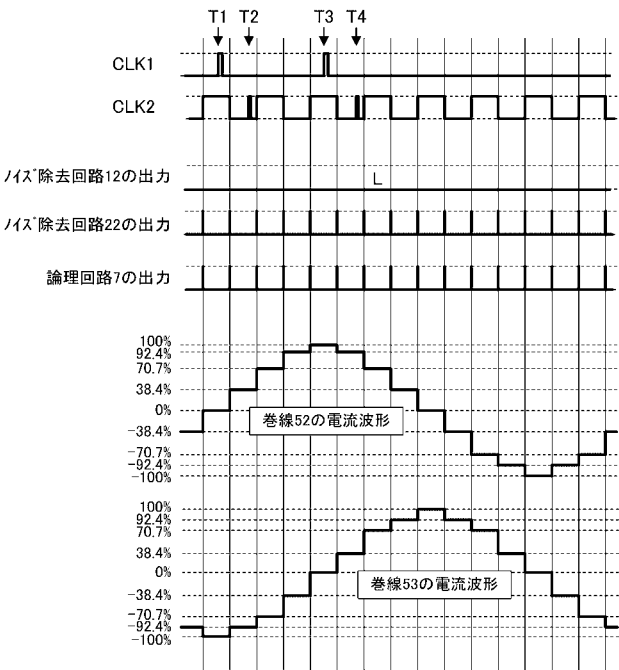 T1 T2 T3 T4
CLK1
CLK2
ノイズ除去回路12の出力
L
ノイズ除去回路22の出力
論理回路7の出力
100%
92.4%
70.7%
38.4%
0%
-38.4%
-70.7%
-92.4%
-100%
巻線52の電流波形
100%
92.4%
70.7%
38.4%
0%
-38.4%
-70.7%
-92.4%
-100%
巻線53の電流波形